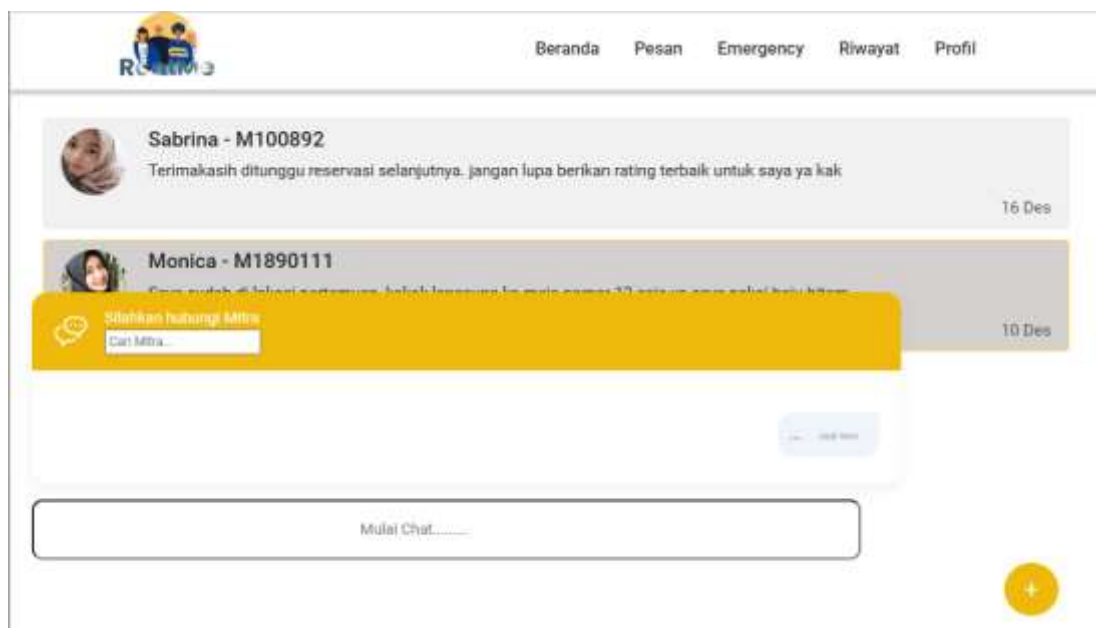 Beranda Pesan Emergency Riwayat Profil
Sabrina - M100892
Terimakasih ditunggu reservasi selanjutnya. jangan lupa berikan rating terbaik untuk saya ya kak
16 Des
Monica - M1890111
10 Des
Silahkan hubungi Mitra
Cari Mitra...
Mulai Chat.........
+